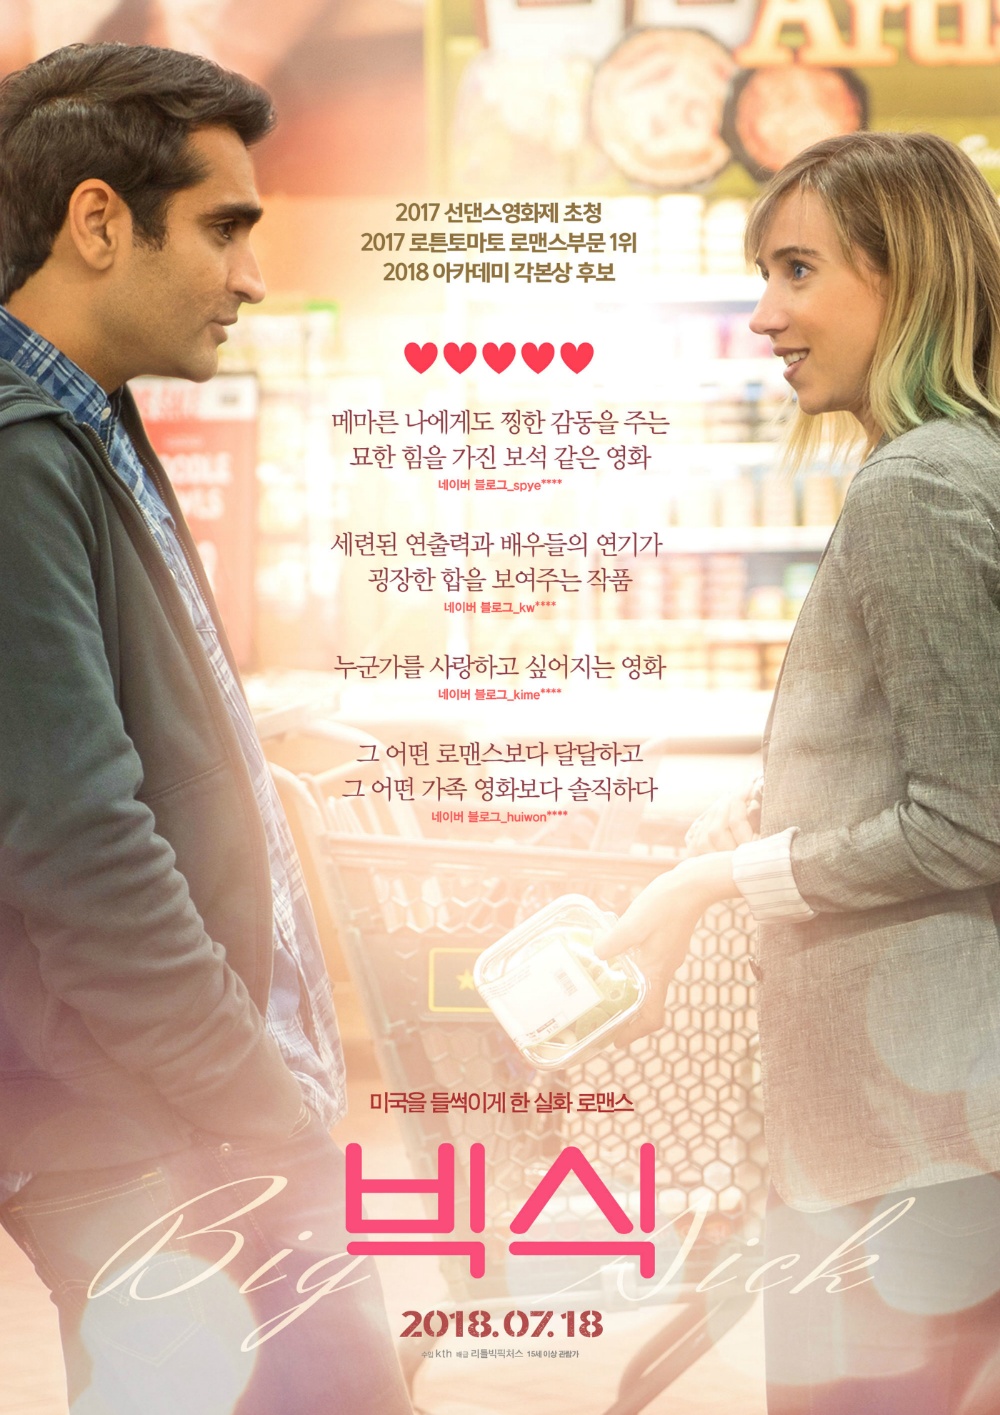 Arti
2017 선댄스영화제 초청
2017 로튼토마토 로맨스부문 1위
2018 아카데미 각본상 후보
메마른 나에게도 찡한 감동을 주는
묘한 힘을 가진 보석 같은 영화
네이버 블로그_spye****
세련된 연출력과 배우들의 연기가
굉장한 합을 보여주는 작품
네이버 블로그_kw****
누군가를 사랑하고 싶어지는 영화
네이버 블로그_kime****
그 어떤 로맨스보다 달달하고
그 어떤 가족 영화보다 솔직하다
네이버 블로그_huiwon****
미국을 들썩이게 한 실화 로맨스
빅식
Big Sick
2018.07.18
수입 kth 배급 리틀빅픽처스 15세이상 관람가